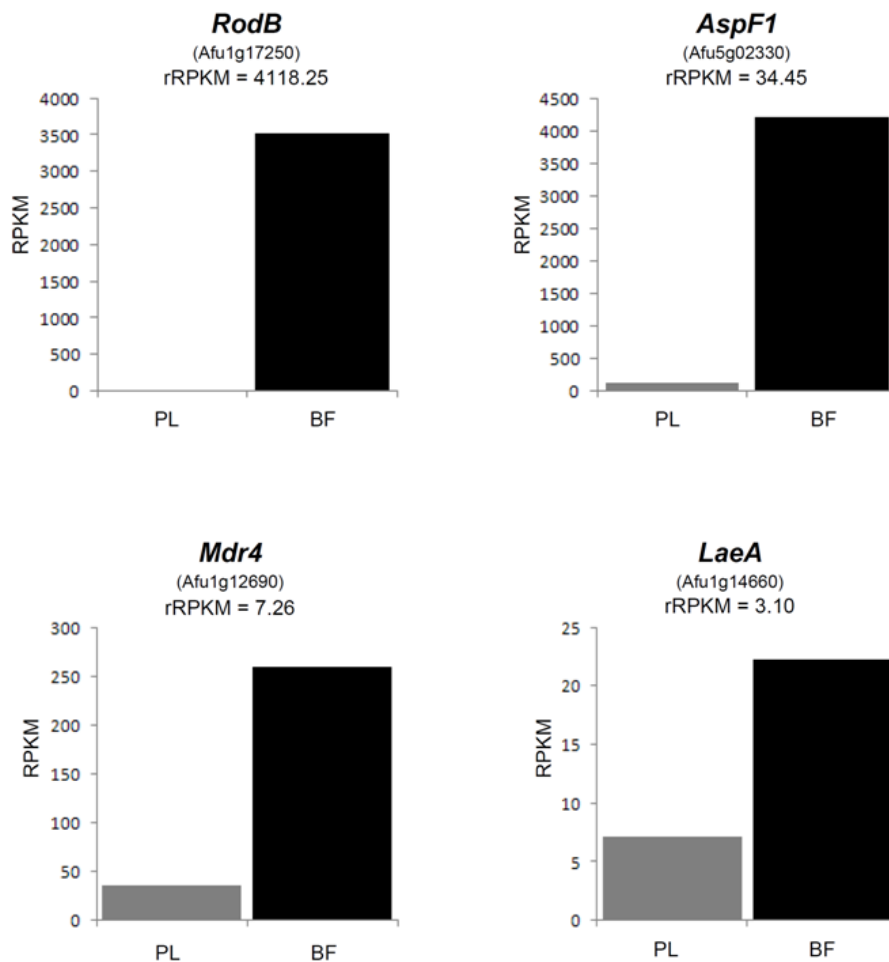 RodB
(Afu1g17250)
rRPKM = 4118.25
4000
3500
3000
2500
2000
1500
1000
500
0
RPKM
PL BF
AspF1
(Afu5g02330)
rRPKM = 34.45
4500
4000
3500
3000
2500
2000
1500
1000
500
0
RPKM
PL BF
Mdr4
(Afu1g12690)
rRPKM = 7.26
300
250
200
150
100
50
0
RPKM
PL BF
LaeA
(Afu1g14660)
rRPKM = 3.10
25
20
15
10
5
0
RPKM
PL BF